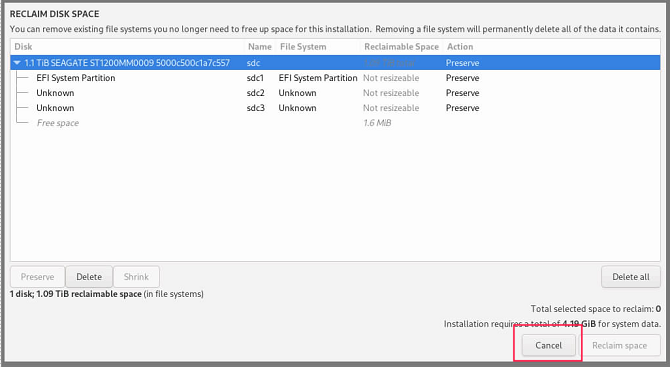 RECLAIM DISK SPACE
You can remove existing file systems you no longer need to free up space for this installation. Removing a file system will permanently delete all of the data it contains.
Disk Name File System Reclaimable Space Action
1.1 TiB SEAGATE ST1200MM0009 5000c500c1a7c557 sdc Preserve
EFI System Partition sdc1 EFI System Partition Not resizeable Preserve
Unknown sdc2 Unknown Not resizeable Preserve
Unknown sdc3 Unknown Not resizeable Preserve
Free space 1.6 MiB
Preserve Delete Shrink Delete all
1 disk; 1.09 TiB reclaimable space (in file systems)
Total selected space to reclaim: 0
Installation requires a total of 4.19 GiB for system data.
Cancel Reclaim space